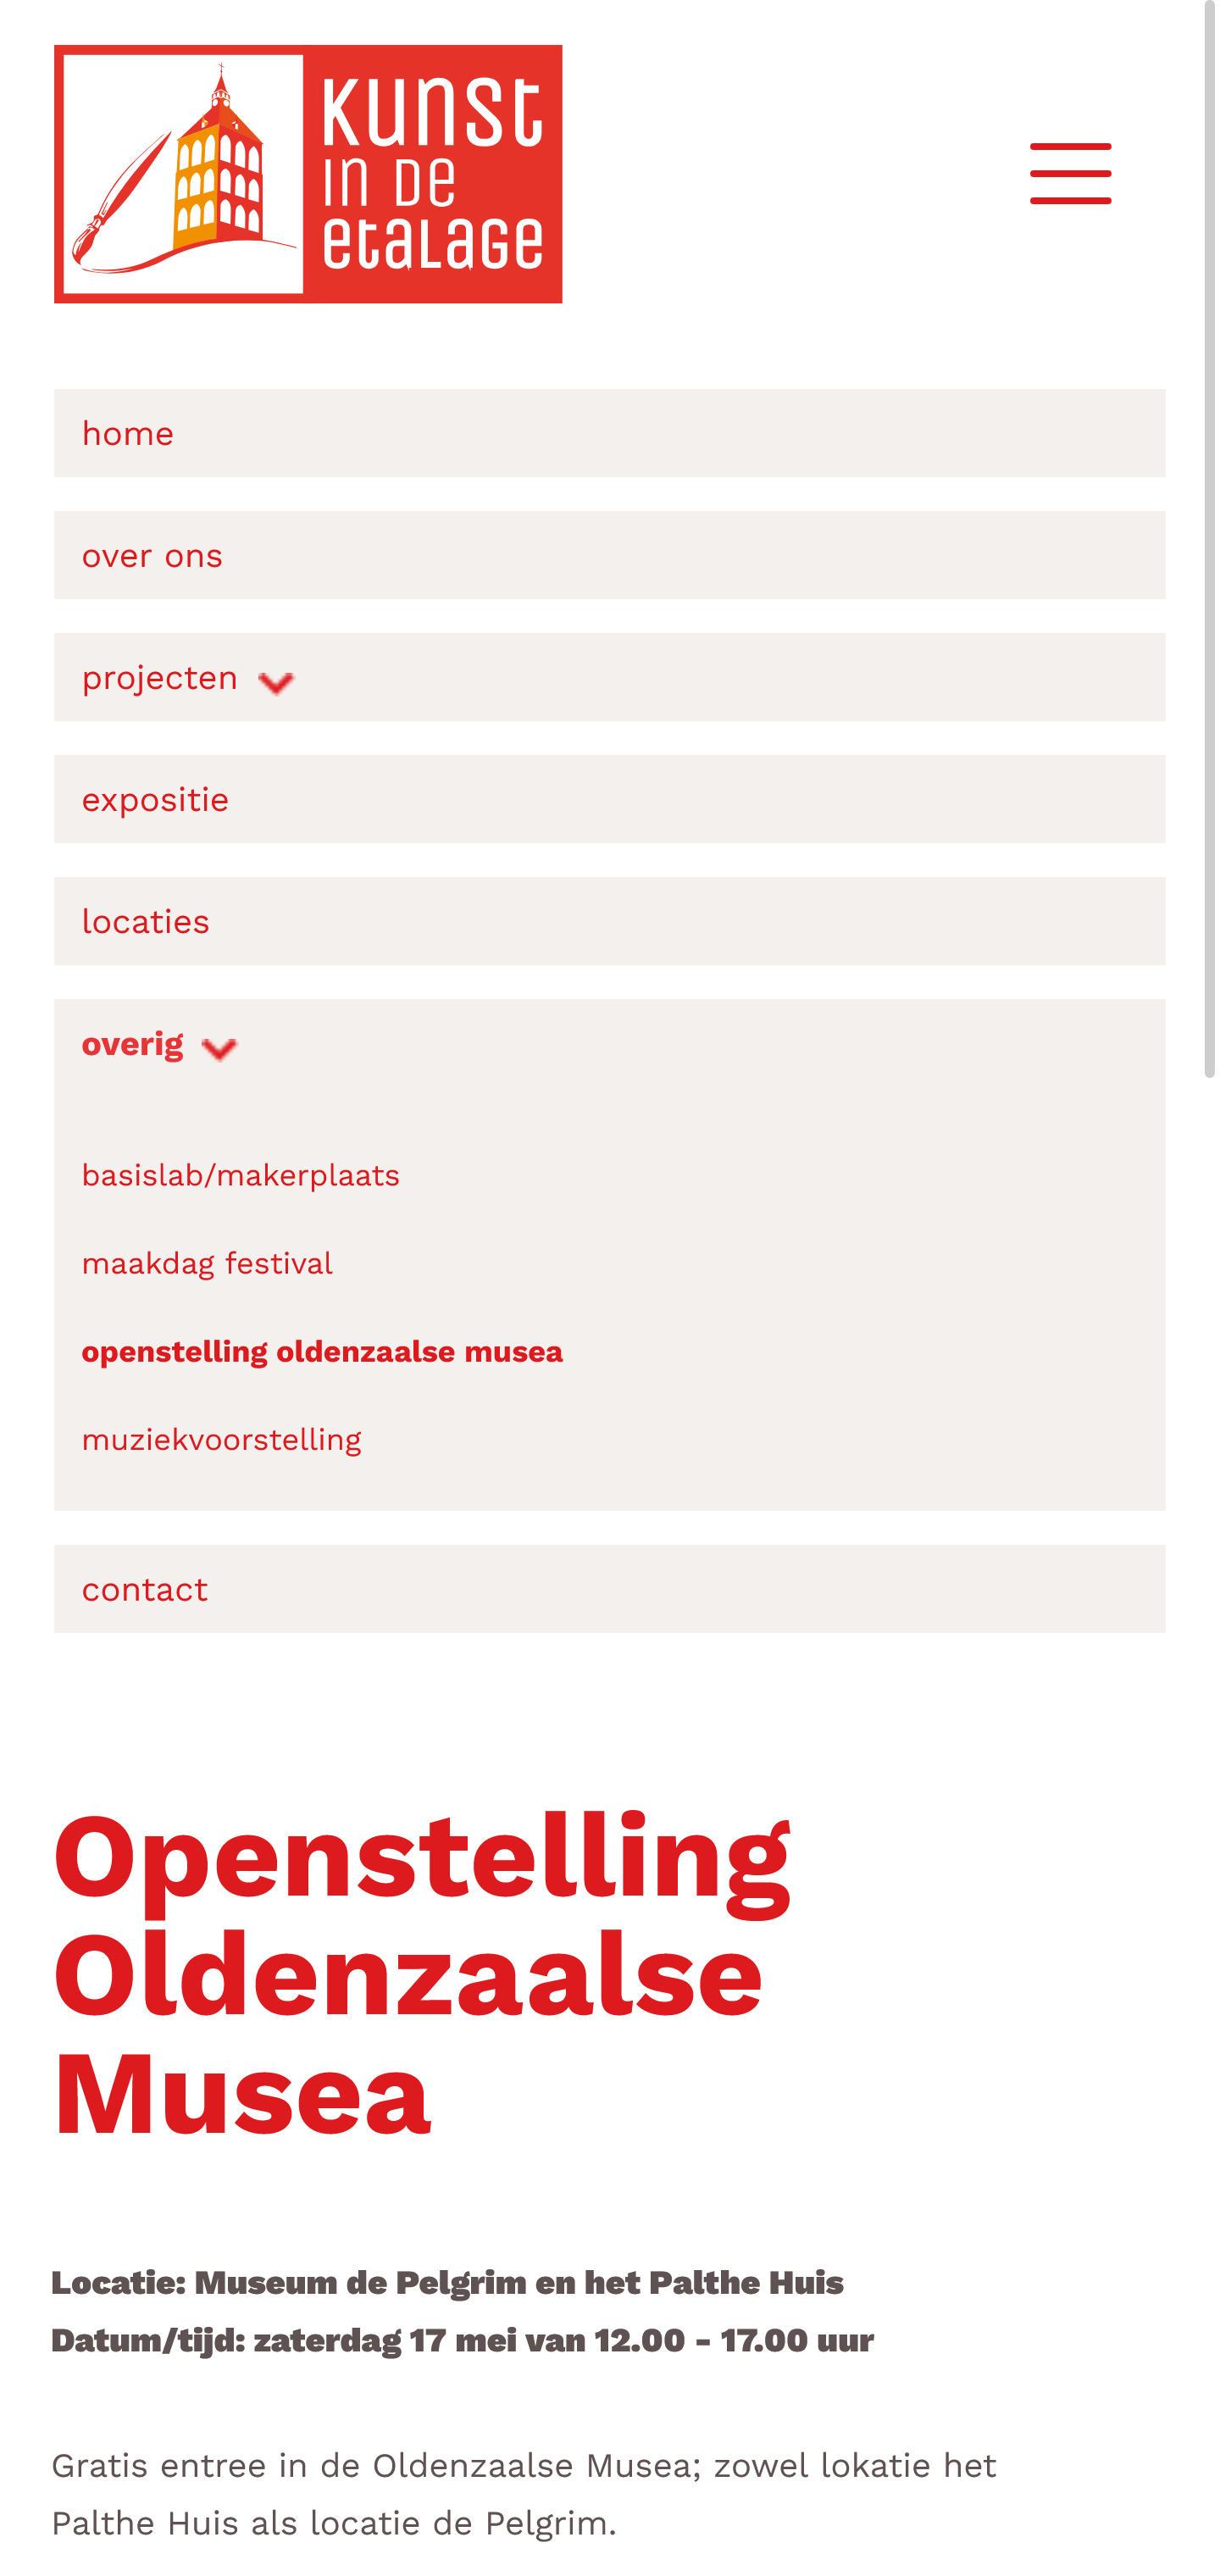 Kunst
in de
etalage
home
over ons
projecten
expositie
locaties
overig
basislab/makerplaats
maakdag festival
openstelling oldenzaalse musea
muziekvoorstelling
contact
Openstelling
Oldenzaalse
Musea
Locatie: Museum de Pelgrim en het Palthe Huis
Datum/tijd: zaterdag 17 mei van 12.00 - 17.00 uur
Gratis entree in de Oldenzaalse Musea; zowel lokatie het
Palthe Huis als locatie de Pelgrim.